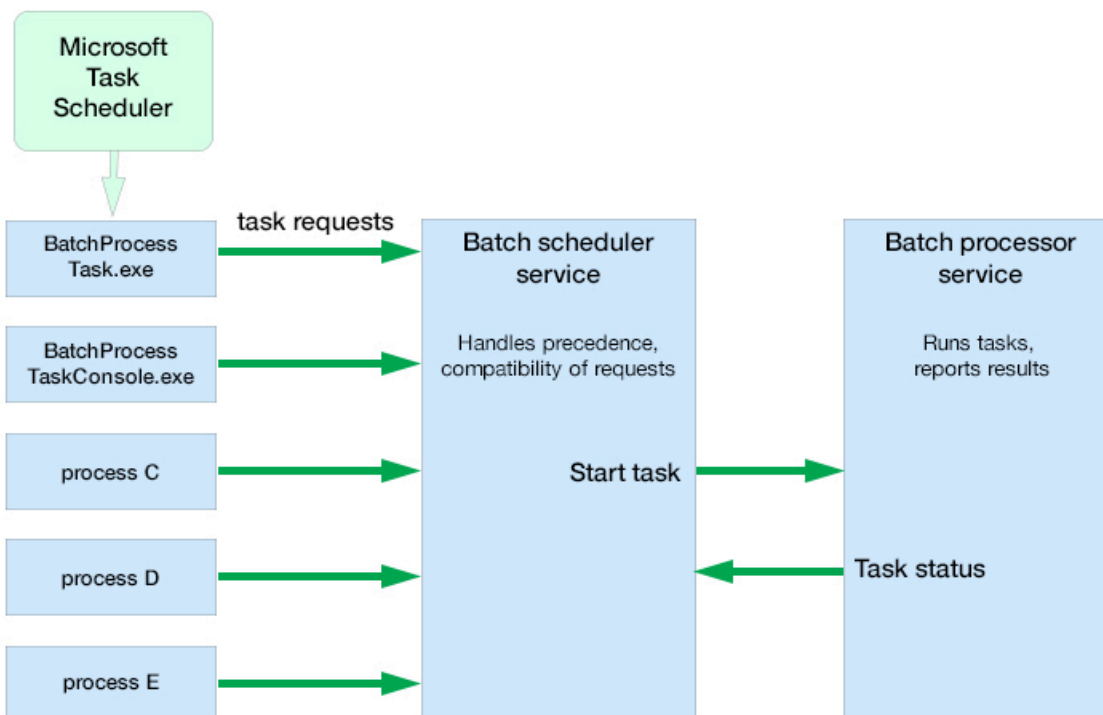 Microsoft
Task
Scheduler
task requests
BatchProcess
Task.exe
Batch scheduler
service
Batch processor
service
BatchProcess
TaskConsole.exe
Handles precedence,
compatibility of requests
Runs tasks,
reports results
process C
Start task
process D
Task status
process E